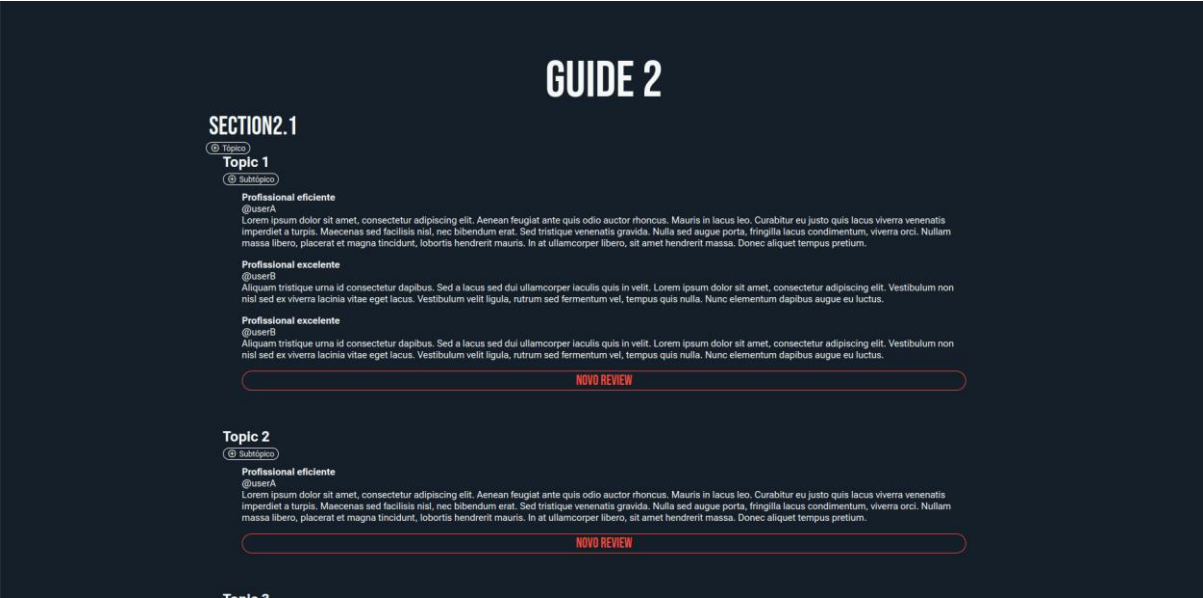 GUIDE 2
SECTION2.1
Tópico
Topic 1
Subtópico
Profissional eficiente
@userA
Lorem ipsum dolor sit amet, consectetur adipiscing elit. Aenean feugiat ante quis odio auctor rhoncus. Mauris in lacus leo. Curabitur eu justo quis lacus viverra venenatis
imperdiet a turpis. Maecenas sed facilisis nisl, nec bibendum erat. Sed tristique venenatis gravida. Nulla sed augue porta, fringilla lacus condimentum, viverra orci. Nullam
massa libero, placerat et magna tincidunt, lobortis hendrerit mauris. In at ullamcorper libero, sit amet hendrerit massa. Donec aliquet tempus pretium.
Profissional excelente
@userB
Aliquam tristique urna id consectetur dapibus. Sed a lacus sed dui ullamcorper iaculis quis in velit. Lorem ipsum dolor sit amet, consectetur adipiscing elit. Vestibulum non
nisl sed ex viverra lacinia vitae eget lacus. Vestibulum velit ligula, rutrum sed fermentum vel, tempus quis nulla. Nunc elementum dapibus augue eu luctus.
Profissional excelente
@userB
Aliquam tristique urna id consectetur dapibus. Sed a lacus sed dui ullamcorper iaculis quis in velit. Lorem ipsum dolor sit amet, consectetur adipiscing elit. Vestibulum non
nisl sed ex viverra lacinia vitae eget lacus. Vestibulum velit ligula, rutrum sed fermentum vel, tempus quis nulla. Nunc elementum dapibus augue eu luctus.
NOVO REVIEW
Topic 2
Subtópico
Profissional eficiente
@userA
Lorem ipsum dolor sit amet, consectetur adipiscing elit. Aenean feugiat ante quis odio auctor rhoncus. Mauris in lacus leo. Curabitur eu justo quis lacus viverra venenatis
imperdiet a turpis. Maecenas sed facilisis nisl, nec bibendum erat. Sed tristique venenatis gravida. Nulla sed augue porta, fringilla lacus condimentum, viverra orci. Nullam
massa libero, placerat et magna tincidunt, lobortis hendrerit mauris. In at ullamcorper libero, sit amet hendrerit massa. Donec aliquet tempus pretium.
NOVO REVIEW
Topic 3